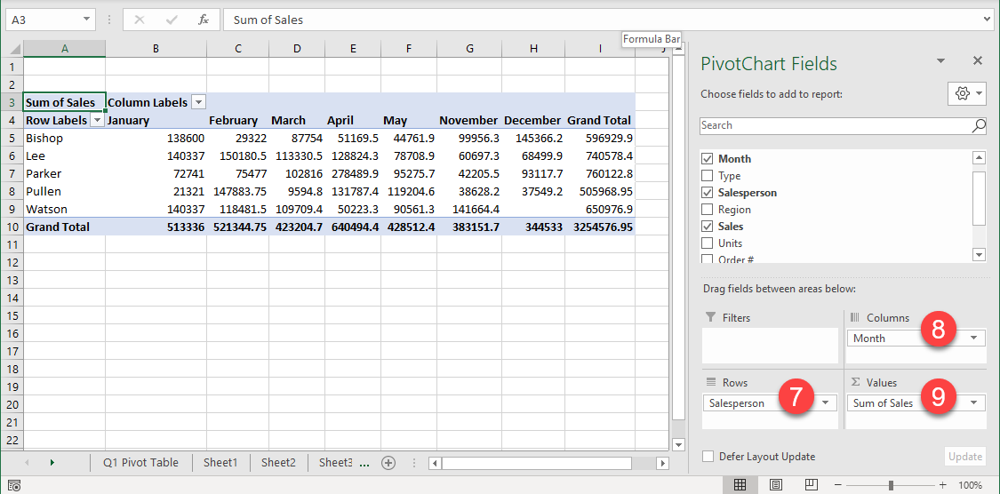 A3 fx Sum of Sales
Formula Bar
A B C D E F G H I J
1
2
3 Sum of Sales Column Labels
4 Row Labels January February March April May November December Grand Total
5 Bishop 138600 29322 87754 51169.5 44761.9 99956.3 145366.2 596929.9
6 Lee 140337 150180.5 113330.5 128824.3 78708.9 60697.3 68499.9 740578.4
7 Parker 72741 75477 102816 278489.9 95275.7 42205.5 93117.7 760122.8
8 Pullen 21321 147883.75 9594.8 131787.4 119204.6 38628.2 37549.2 505968.95
9 Watson 140337 118481.5 109709.4 50223.3 90561.3 141664.4 650976.9
10 Grand Total 513336 521344.75 423204.7 640494.4 428512.4 383151.7 344533 3254576.95
11
12
13
14
15
16
17
18
19
20
21
22
Q1 Pivot Table Sheet1 Sheet2 Sheet3 ...
PivotChart Fields
Choose fields to add to report:
Search
Month
Type
Salesperson
Region
Sales
Units
Order #
Drag fields between areas below:
Filters
Columns
8
Month
Rows
7
Salesperson
Σ Values
9
Sum of Sales
Defer Layout Update
Update
100%